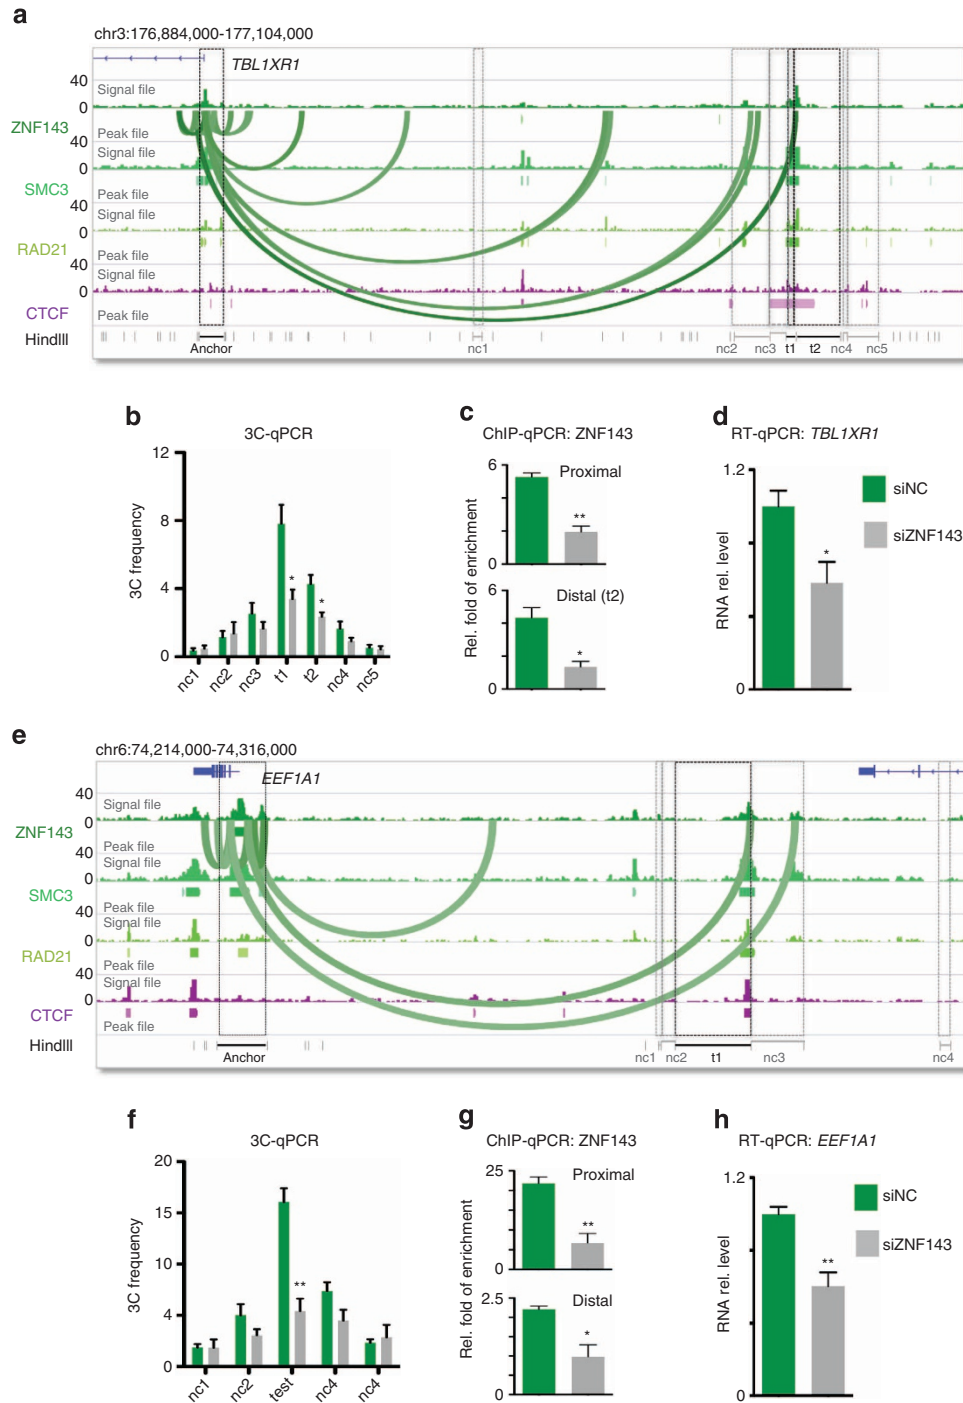 a
chr3:176,884,000-177,104,000
TBL1XR1
40
Signal file
0
ZNF143
Peak file
40
Signal file
0
SMC3
Peak file
40
Signal file
0
RAD21
Peak file
40
Signal file
0
CTCF
Peak file
HindIII
Anchor
nc1
nc2
nc3
t1
t2
nc4
nc5
b
3C-qPCR
3C frequency
12
8
4
0
*
*
nc1
nc2
nc3
t1
t2
nc4
nc5
c
ChIP-qPCR: ZNF143
Rel. fold of enrichment
6
Proximal
**
0
6
Distal (t2)
*
0
d
RT-qPCR: TBL1XR1
RNA rel. level
1.2
*
0
siNC
siZNF143
e
chr6:74,214,000-74,316,000
EEF1A1
40
Signal file
0
ZNF143
Peak file
40
Signal file
0
SMC3
Peak file
40
Signal file
0
RAD21
Peak file
40
Signal file
0
CTCF
Peak file
HindIII
Anchor
nc1
nc2
t1
nc3
nc4
f
3C-qPCR
3C frequency
20
15
10
4
0
**
nc1
nc2
test
nc4
nc4
g
ChIP-qPCR: ZNF143
Rel. fold of enrichment
25
Proximal
**
0
2.5
Distal
*
0
h
RT-qPCR: EEF1A1
RNA rel. level
1.2
**
0
siNC
siZNF143